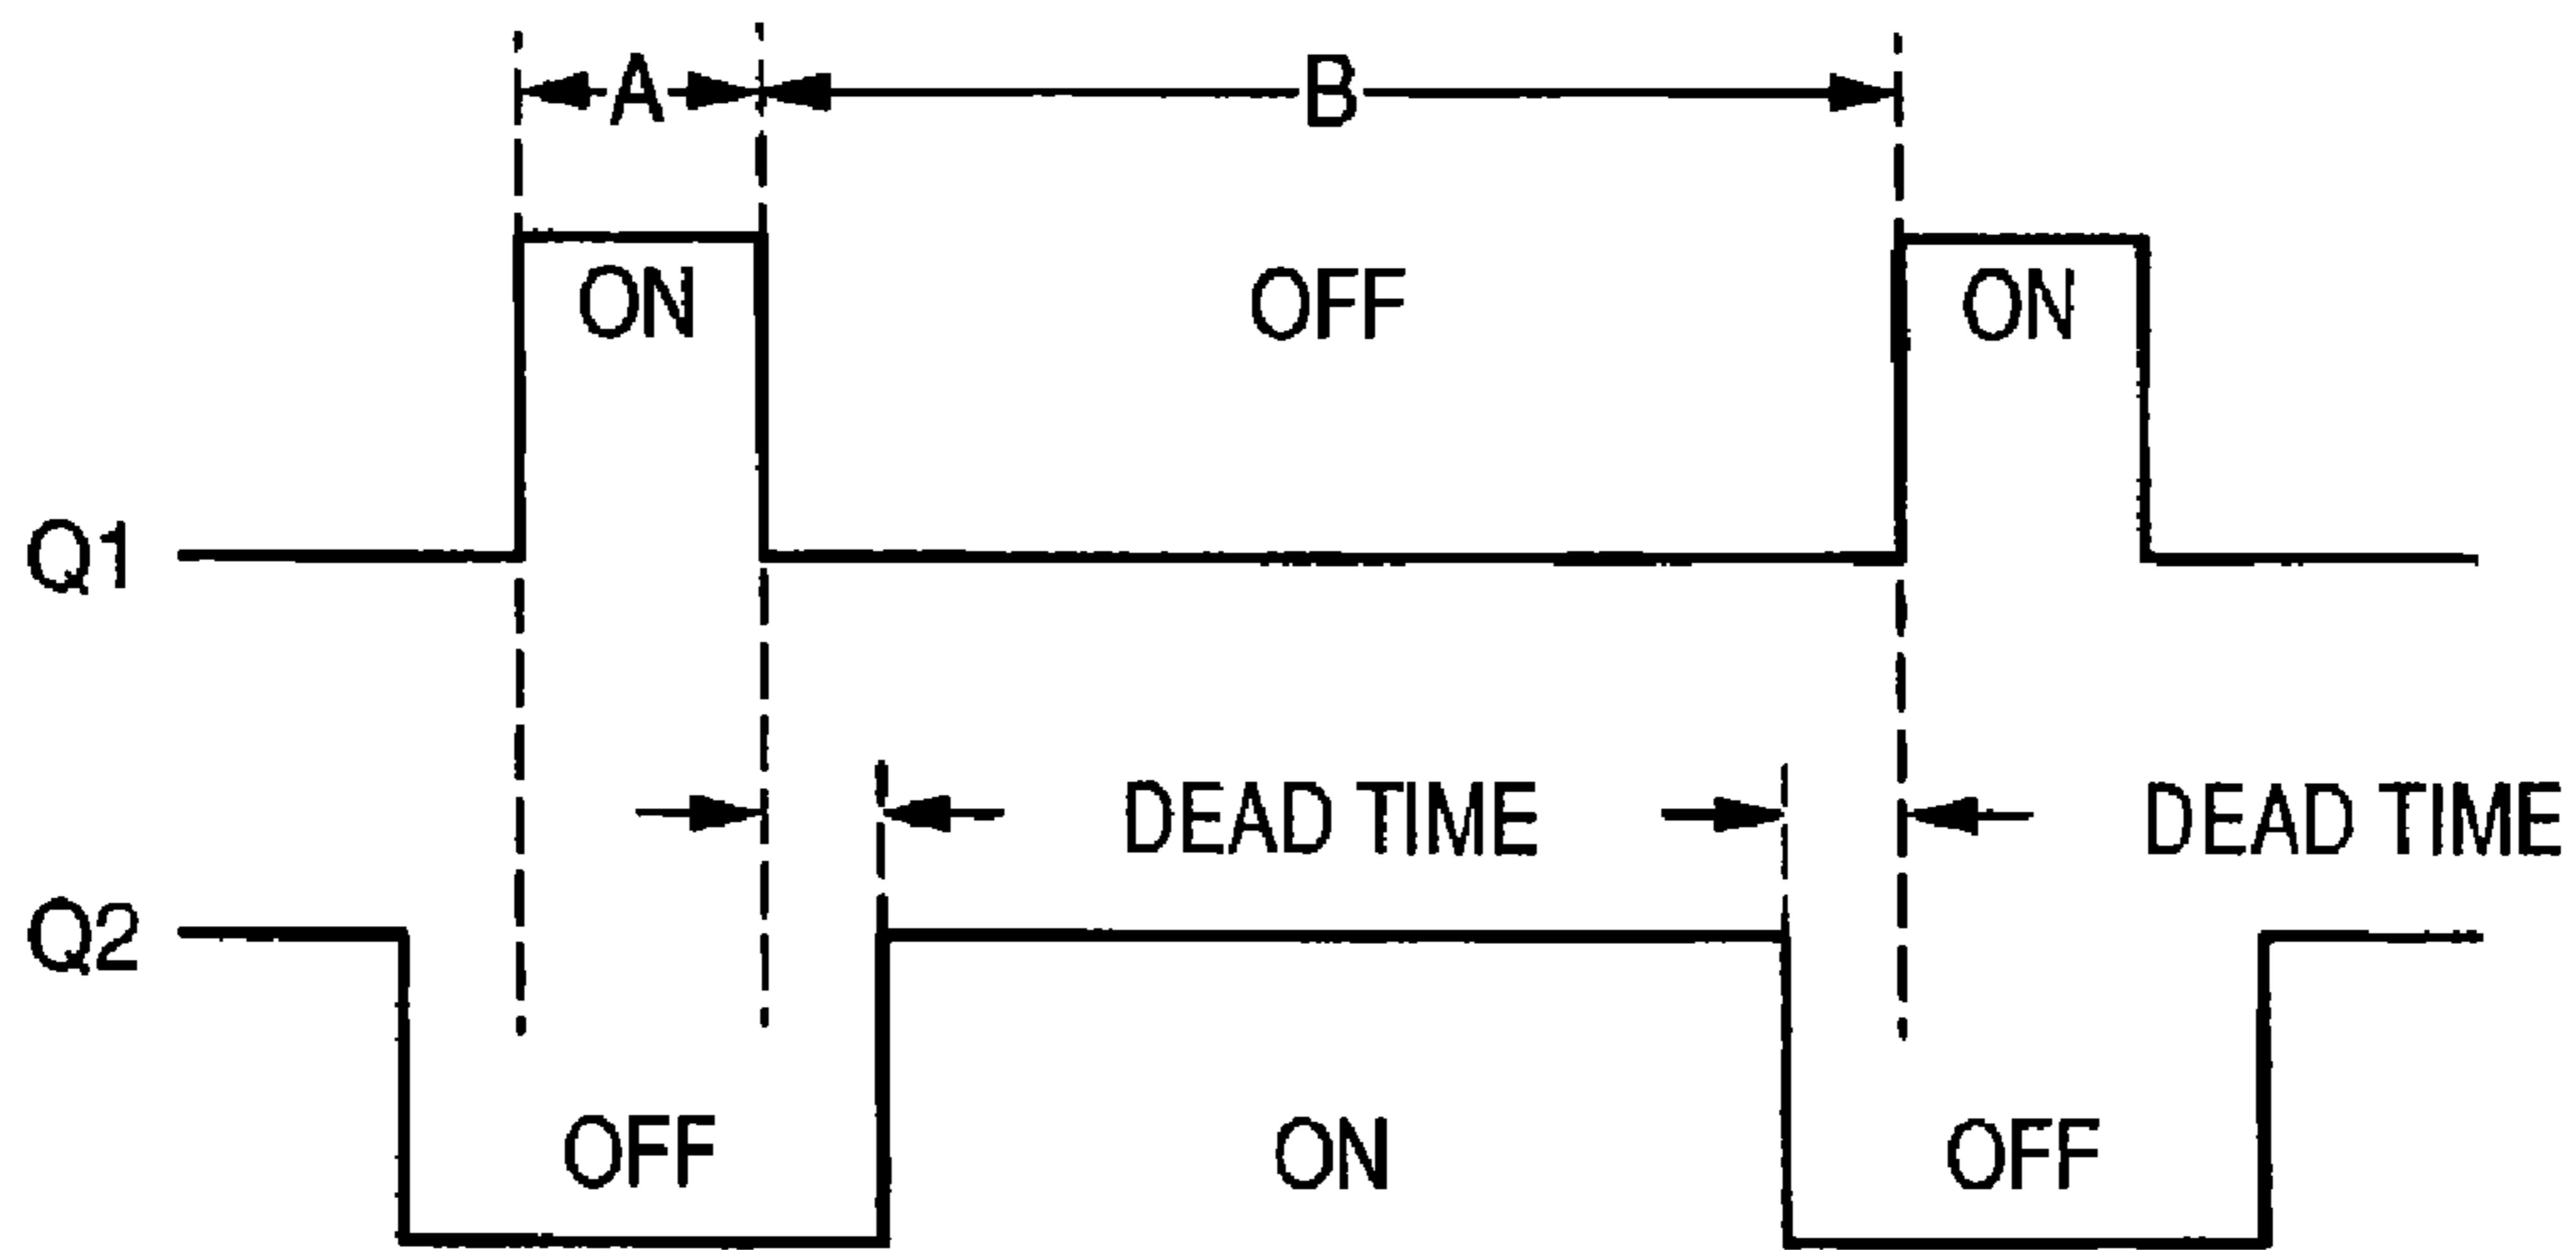 A B
ON OFF ON
Q1
DEAD TIME DEAD TIME
Q2
OFF ON OFF